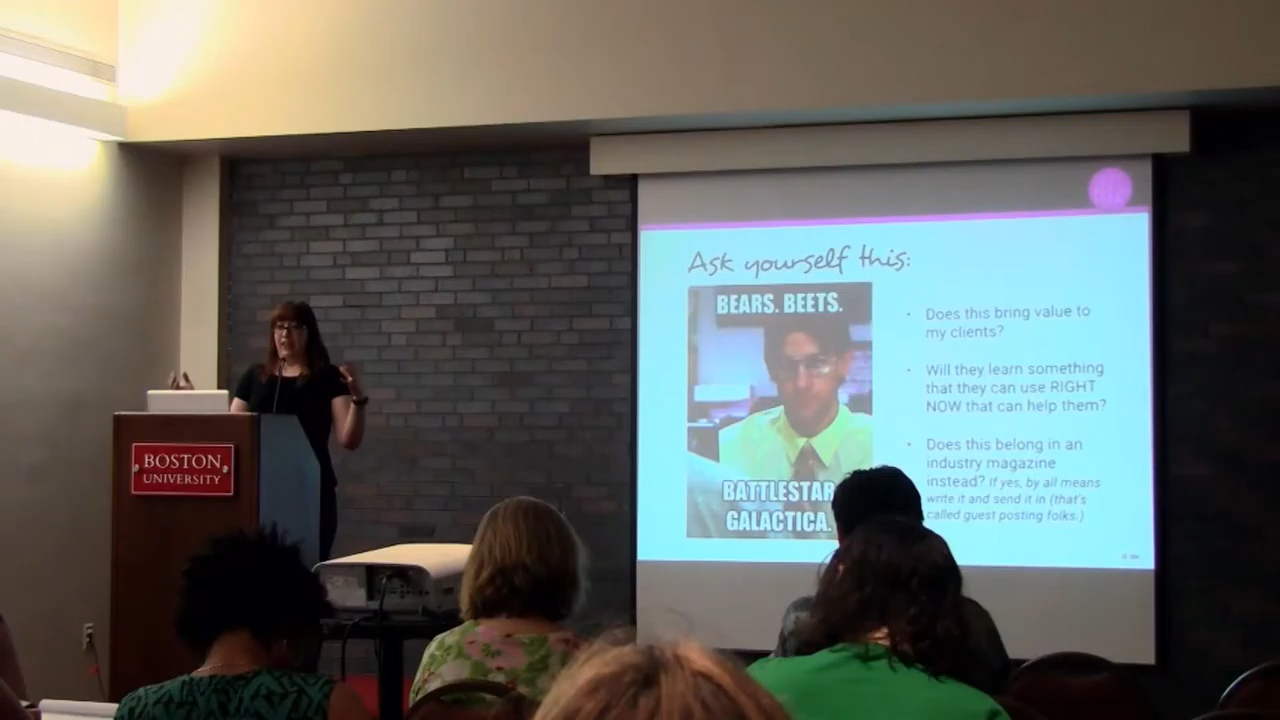 BOSTON
UNIVERSITY
Ask yourself this:
BEARS. BEETS.
BATTLESTAR
GALACTICA.
• Does this bring value to
my clients?
• Will they learn something
that they can use RIGHT
NOW that can help them?
• Does this belong in an
industry magazine
instead? If yes, by all means
write it and send it in (that's
called guest posting folks.)